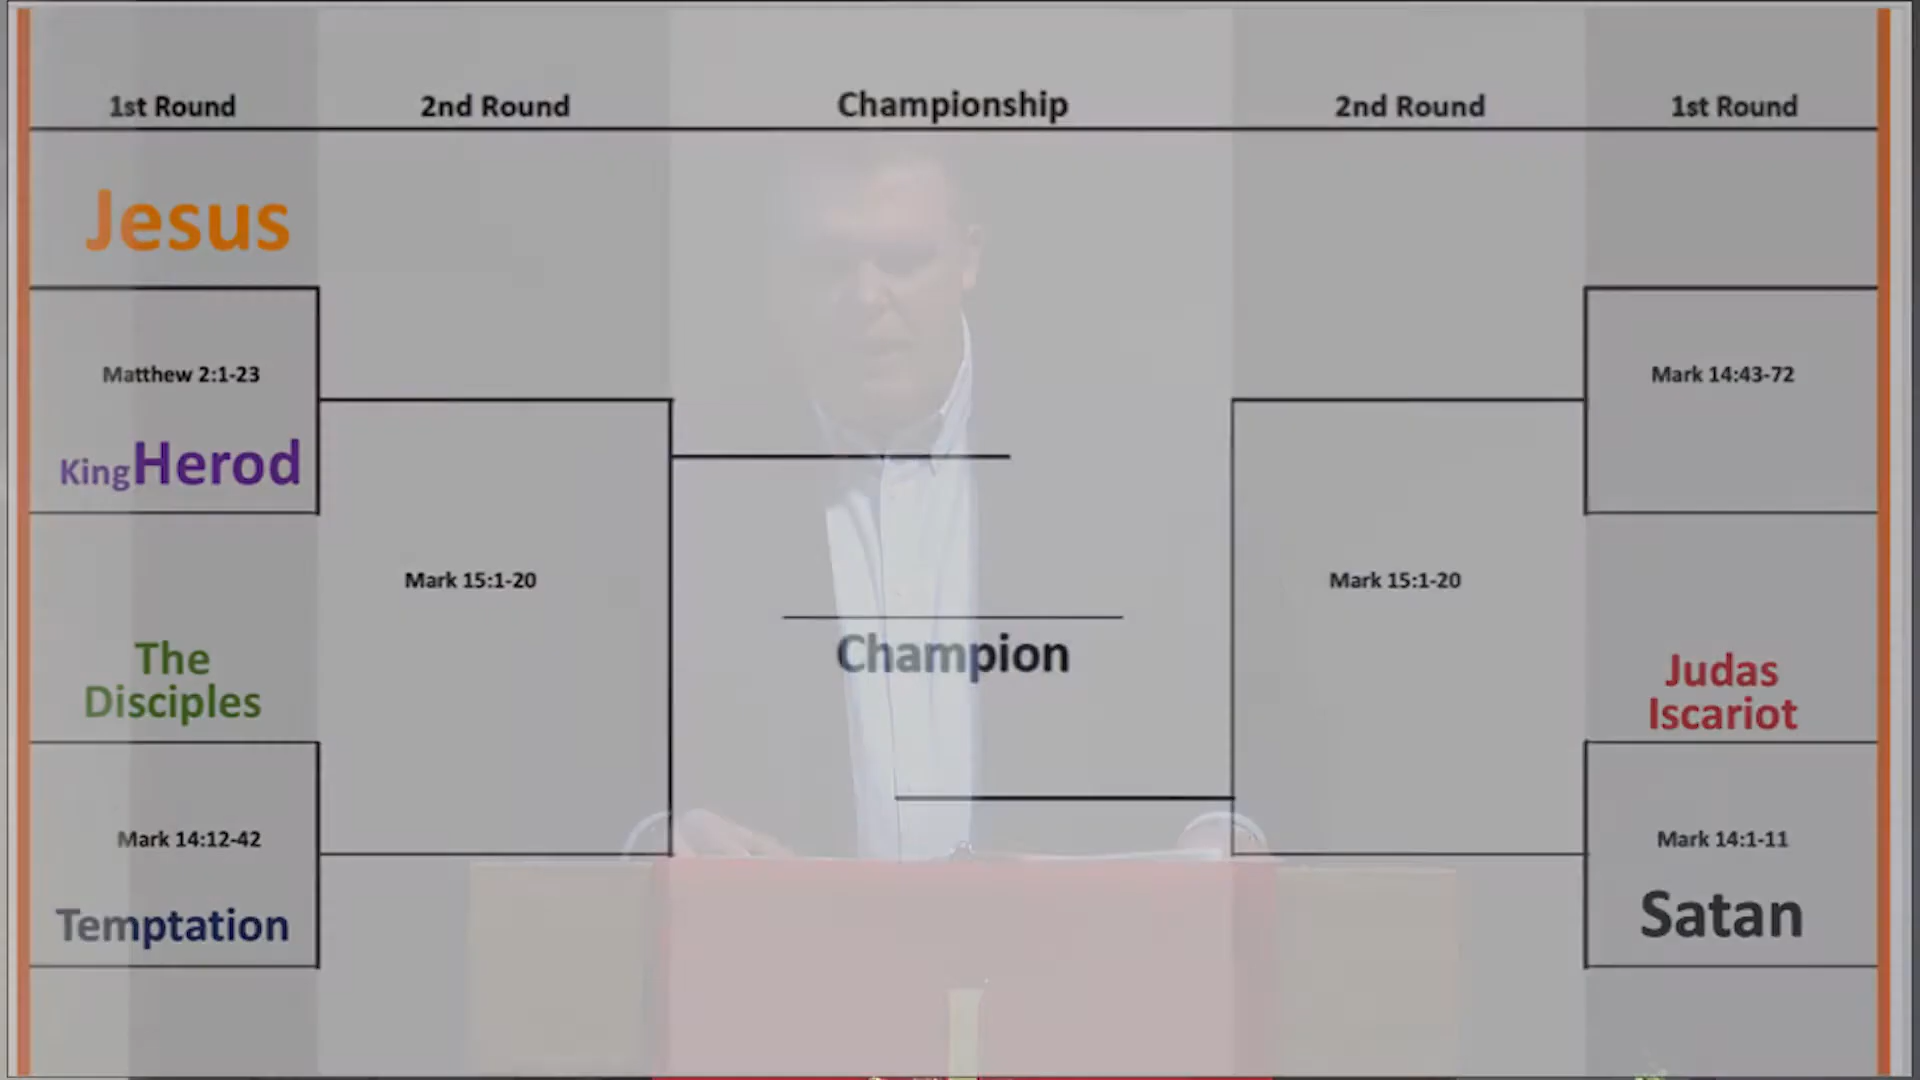 1st Round
2nd Round
Championship
2nd Round
1st Round
Jesus
Matthew 2:1-23
King Herod
Mark 14:43-72
Mark 15:1-20
Mark 15:1-20
Champion
The
Disciples
Judas
Iscariot
Mark 14:12-42
Mark 14:1-11
Temptation
Satan